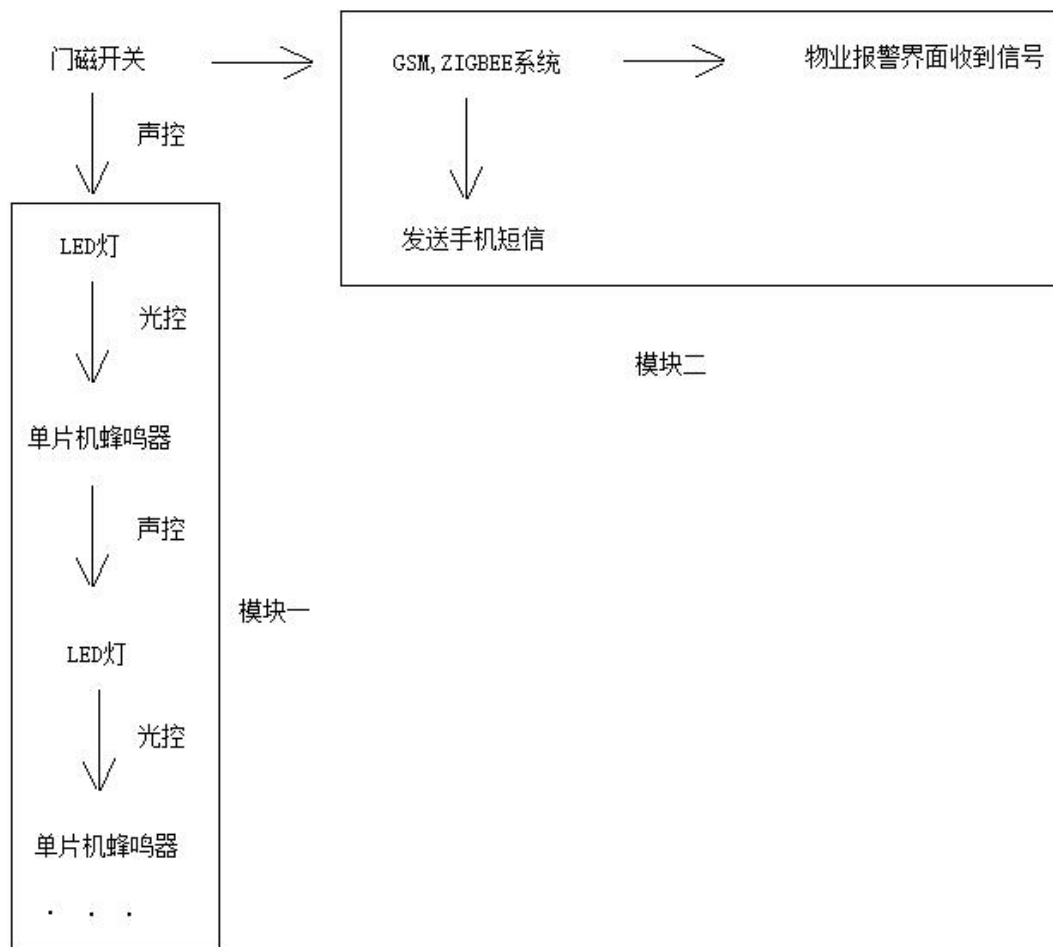 门磁开关
GSM,ZIGBEE系统
物业报警界面收到信号
声控
发送手机短信
LED灯
光控
模块二
单片机蜂鸣器
声控
模块一
LED灯
光控
单片机蜂鸣器
. . .